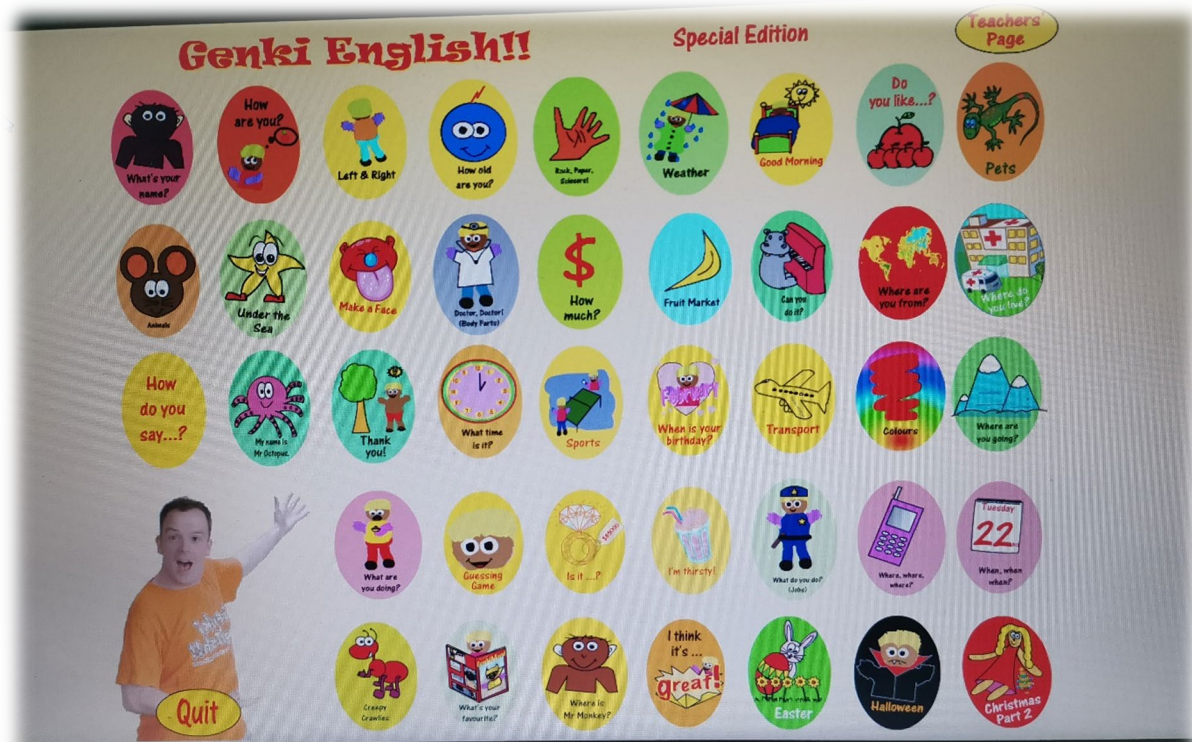 Genki English!!
Special Edition
Teachers'
Page
What's your
name?
How
are you?
Left & Right
How old
are you?
Rock, Paper,
Scissors!
Weather
Good Morning
Do
you like...?
Pets
Animals
Under the
Sea
Make a Face
Doctor, Doctor!
(Body Parts)
$
How
much?
Fruit Market
Can you
do it?
Where are
you from?
Where do
you live?
How
do you
say...?
My name is
Mr Octopus.
Thank
you!
What time
is it?
Sports
When is your
birthday?
Transport
Colours
Where are
you going?
What are
you doing?
Guessing
Game
Is it ....?
I'm thirsty!
What do you do?
(Jobs)
Where, where,
where?
Tuesday
22
When, when
when?
Creepy
Crawlies
What's your
favourite?
Where is
Mr Monkey?
I think
it's ...
great!
Easter
Halloween
Christmas
Part 2
Quit